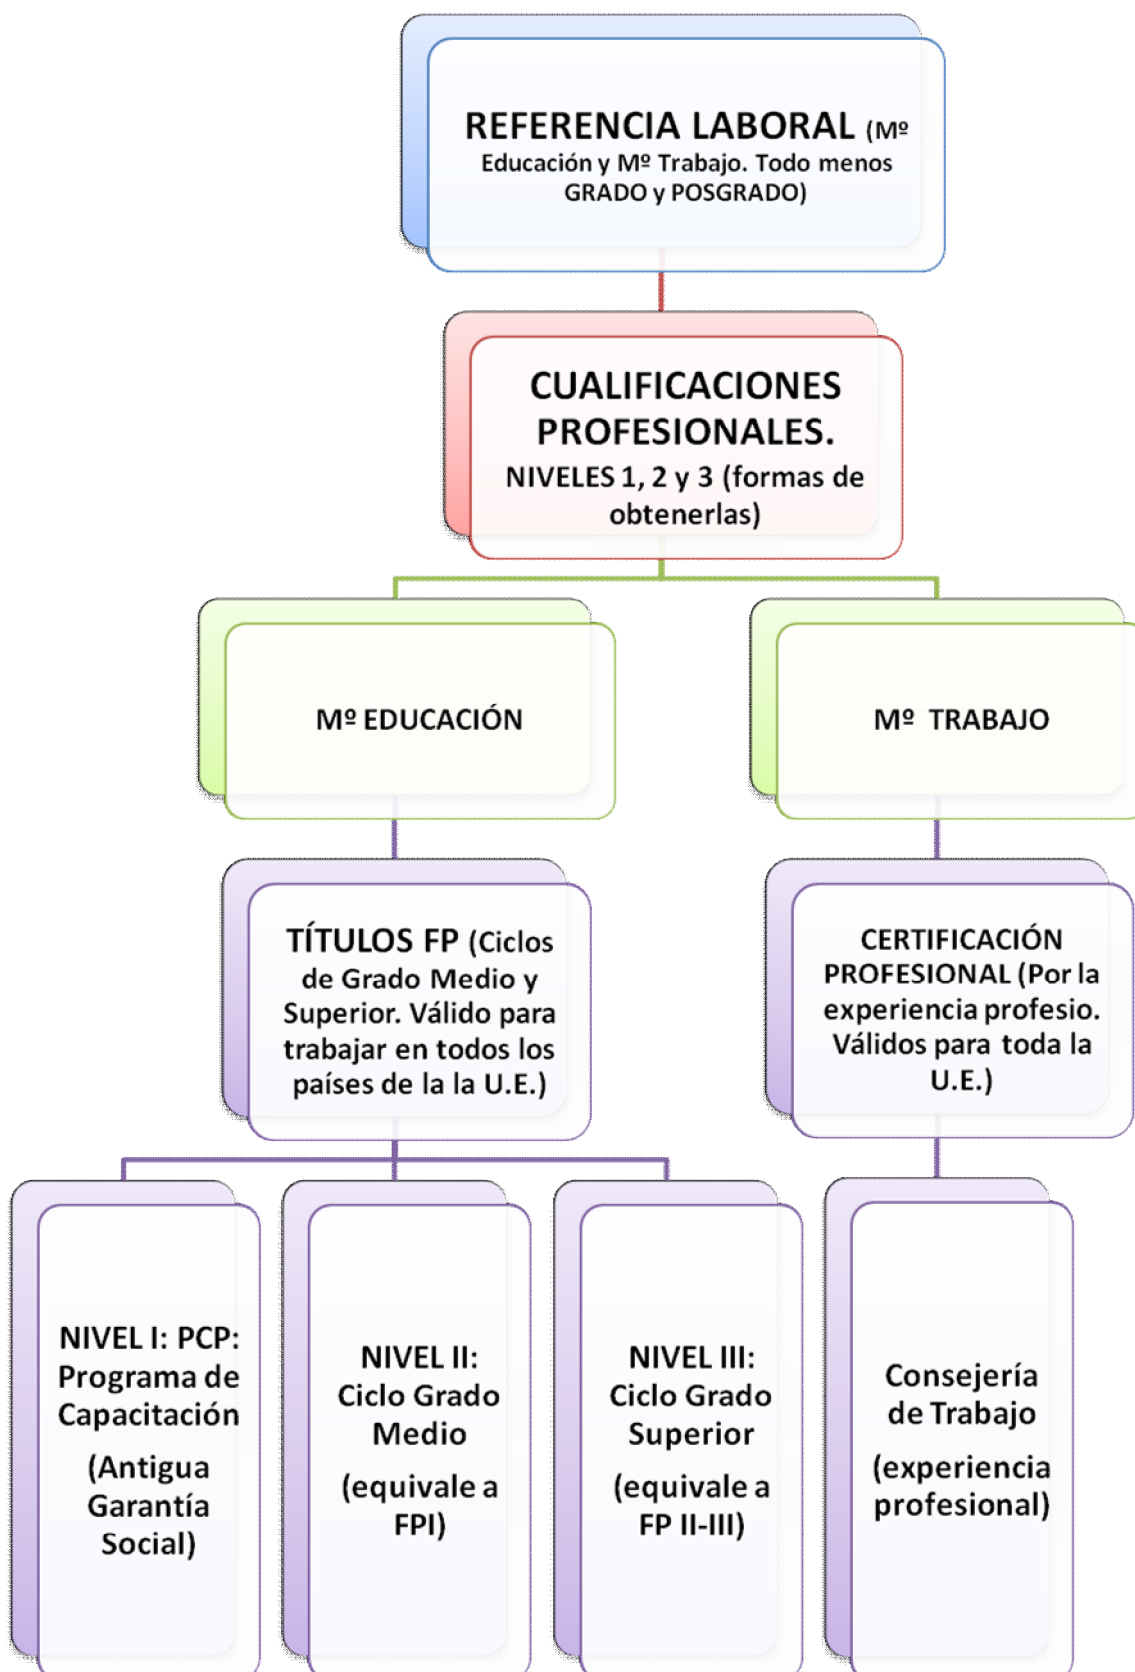 REFERENCIA LABORAL (Mº
Educación y Mº Trabajo. Todo menos
GRADO y POSGRADO)
CUALIFICACIONES
PROFESIONALES.
NIVELES 1, 2 y 3 (formas de
obtenerlas)
Mº EDUCACIÓN
Mº TRABAJO
TÍTULOS FP (Ciclos
de Grado Medio y
Superior. Válido para
trabajar en todos los
países de la la U.E.)
CERTIFICACIÓN
PROFESIONAL (Por la
experiencia profesio.
Válidos para toda la
U.E.)
NIVEL I: PCP:
Programa de
Capacitación
(Antigua
Garantía
Social)
NIVEL II:
Ciclo Grado
Medio
(equivale a
FPI)
NIVEL III:
Ciclo Grado
Superior
(equivale a
FP II-III)
Consejería
de Trabajo
(experiencia
profesional)